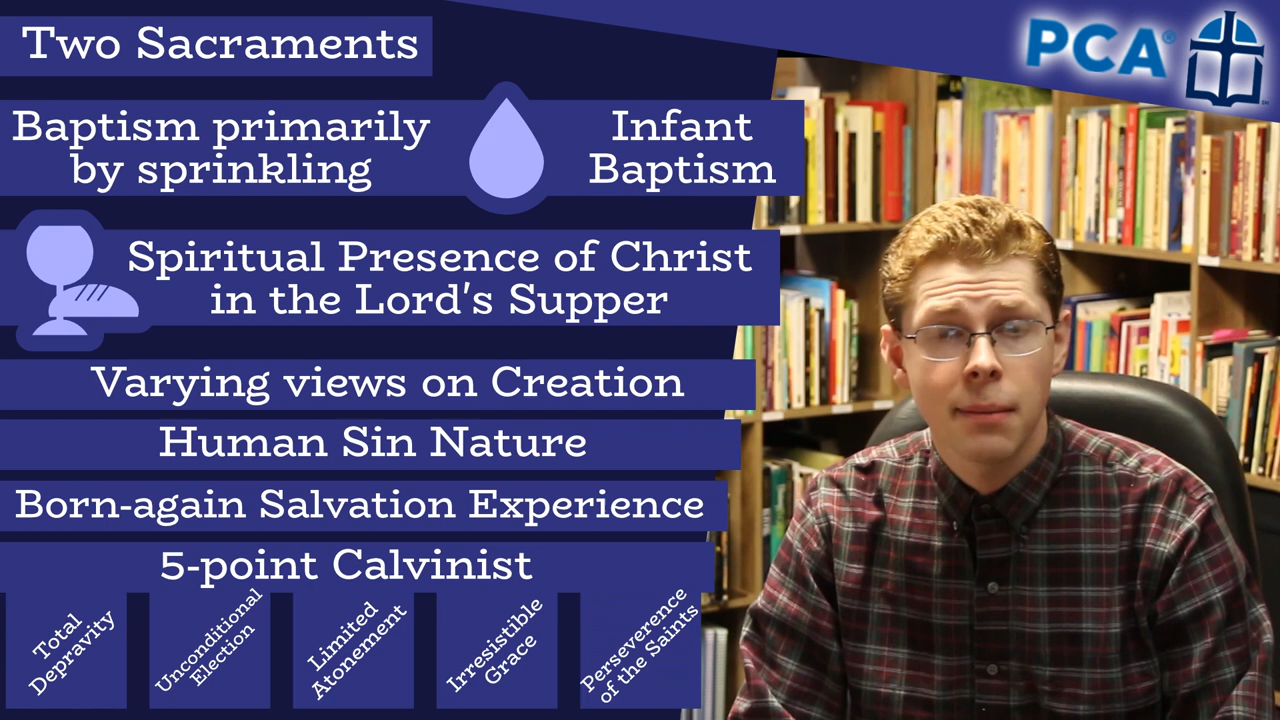 Two Sacraments
PCA®
Baptism primarily
by sprinkling
Infant
Baptism
Spiritual Presence of Christ
in the Lord's Supper
Varying views on Creation
Human Sin Nature
Born-again Salvation Experience
5-point Calvinist
Total
Depravity
Unconditional
Election
Limited
Atonement
Irresistible
Grace
Perseverence
of the Saints